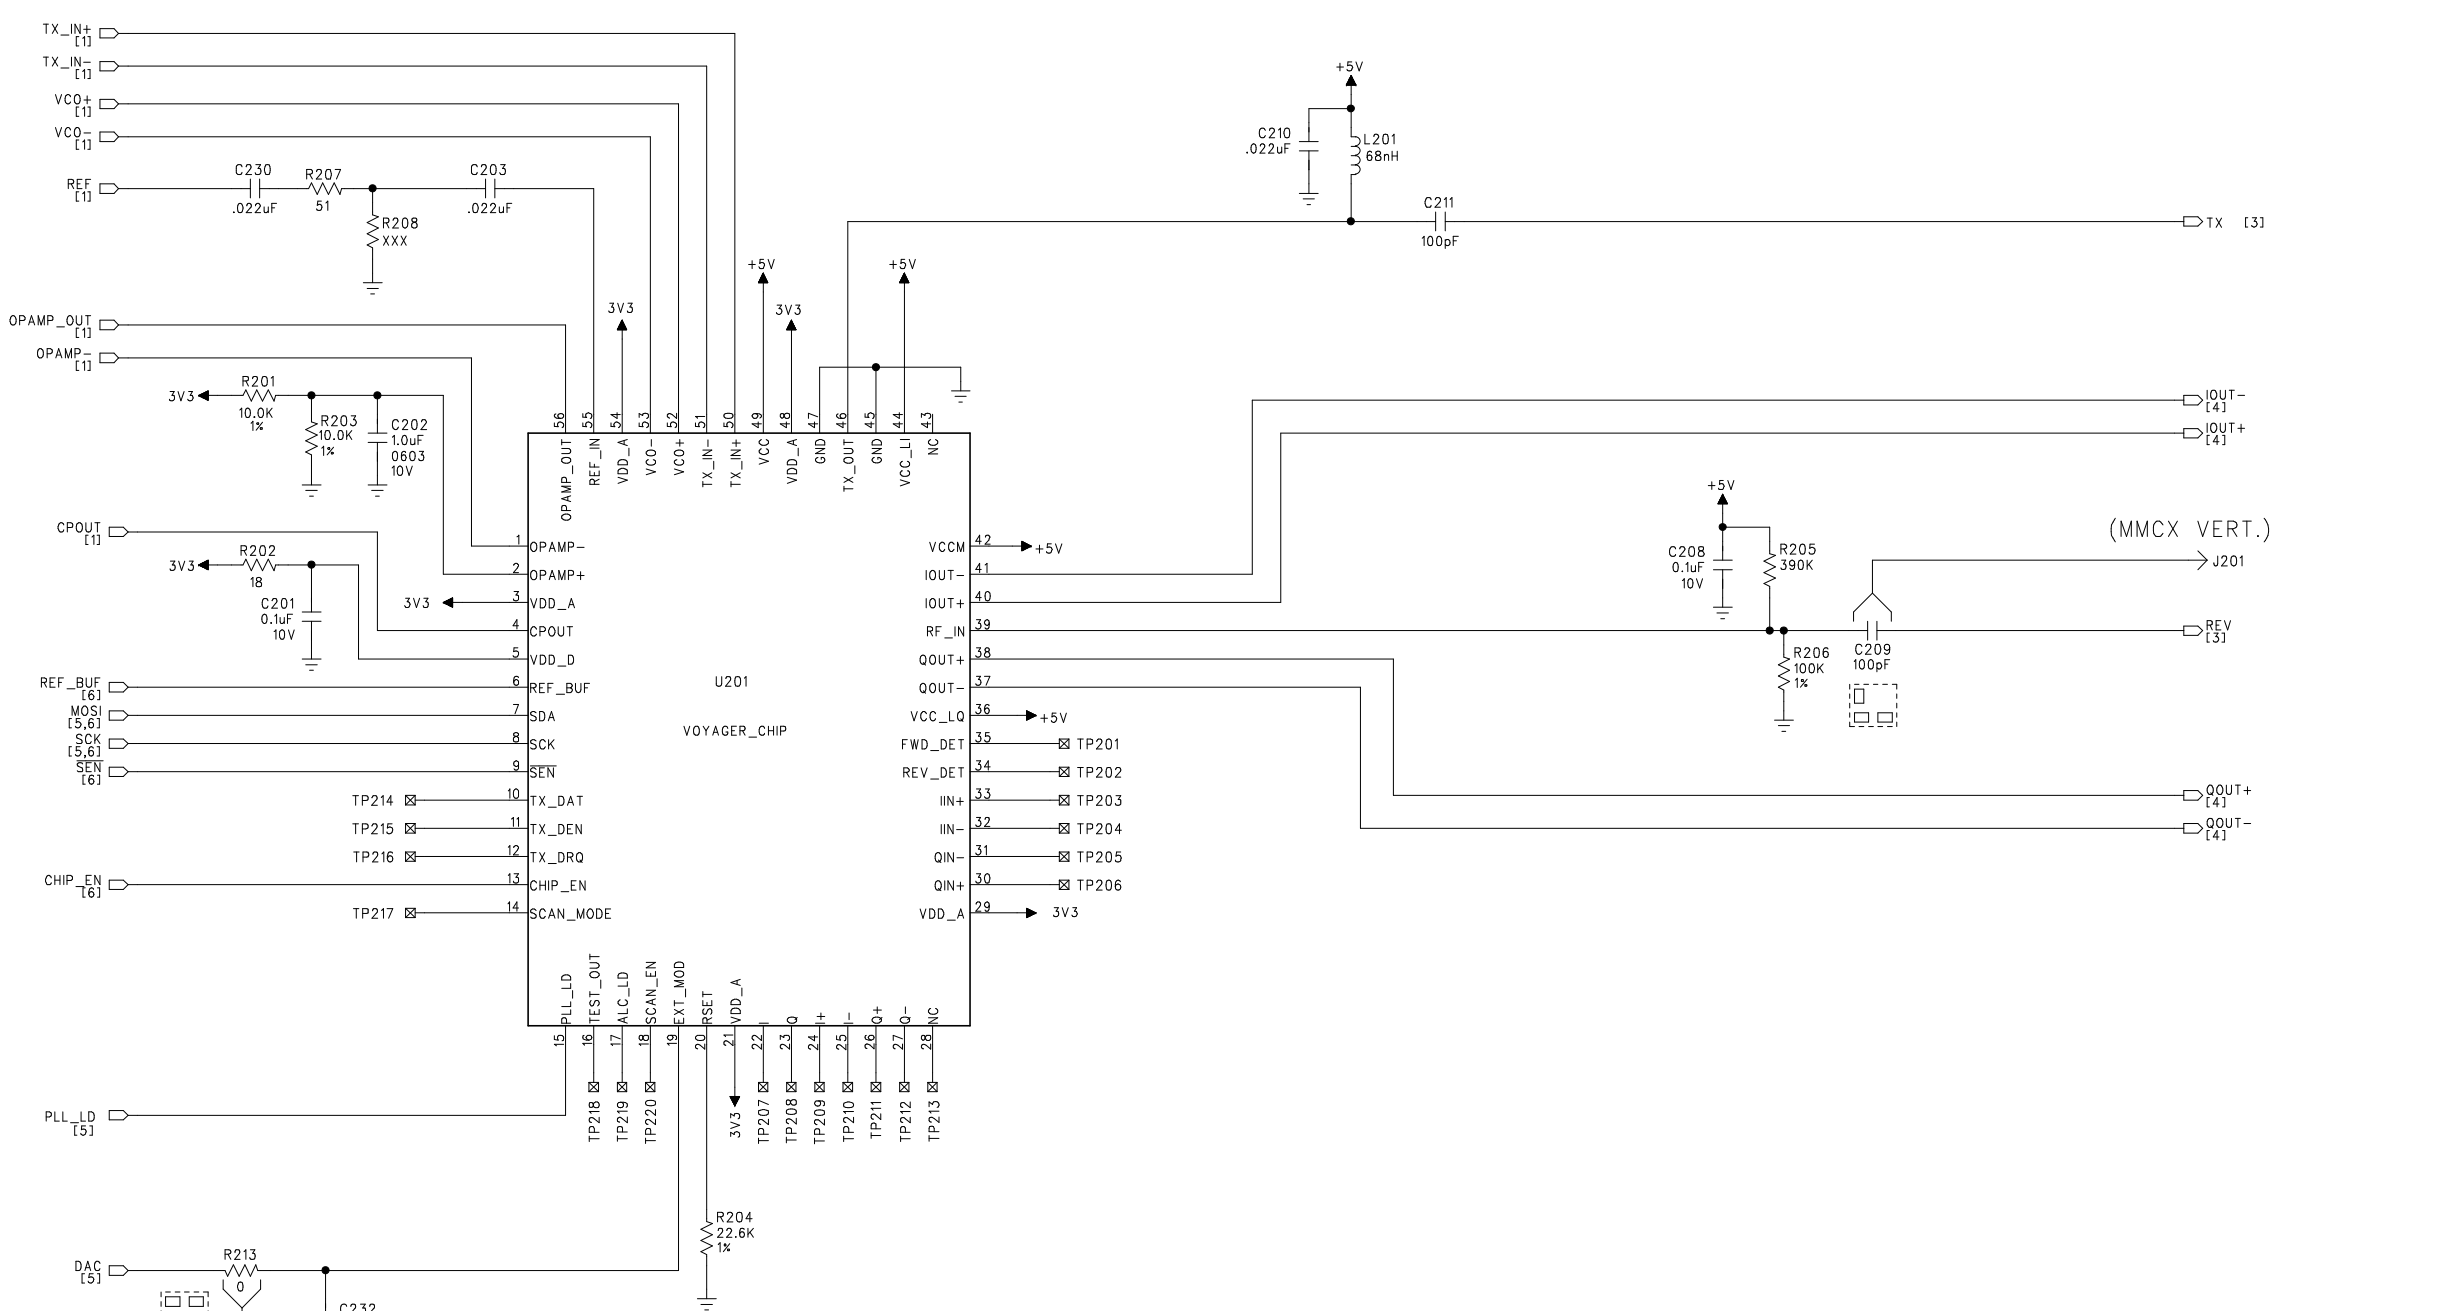 TX_IN+
[1]
TX_IN-
[1]
VCO+
[1]
VCO-
[1]
REF
[1]
C230
.022uF
R207
51
R208
XXX
C203
.022uF
+5V
C210
.022uF
L201
68nH
C211
100pF
TX [3]
OPAMP_OUT
[1]
OPAMP-
[1]
3V3
R201
10.0K
1%
R203
10.0K
1%
C202
1.0uF
0603
10V
3V3
+5V
3V3
+5V
56
55
54
53
52
51
50
49
48
47
46
45
44
43
OPAMP_OUT
REF_IN
VDD_A
VCO-
VCO+
TX_IN-
TX_IN+
VCC
VDD_A
GND
TX_OUT
GND
VCC_LI
NC
IOUT-
[4]
IOUT+
[4]
CPOUT
[1]
3V3
R202
18
C201
0.1uF
10V
3V3
REF_BUF
[6]
MOSI
[5,6]
SCK
[5,6]
SEN
[6]
TP214
TP215
TP216
CHIP_EN
[6]
TP217
1 OPAMP-
2 OPAMP+
3 VDD_A
4 CPOUT
5 VDD_D
6 REF_BUF
7 SDA
8 SCK
9 SEN
10 TX_DAT
11 TX_DEN
12 TX_DRQ
13 CHIP_EN
14 SCAN_MODE
U201
VOYAGER_CHIP
VCCM 42 +5V
IOUT- 41
IOUT+ 40
RF_IN 39
QOUT+ 38
QOUT- 37
VCC_LQ 36 +5V
FWD_DET 35 TP201
REV_DET 34 TP202
IIN+ 33 TP203
IIN- 32 TP204
QIN- 31 TP205
QIN+ 30 TP206
VDD_A 29 3V3
+5V
C208
0.1uF
10V
R205
390K
(MMCX VERT.)
J201
R206
100K
1%
C209
100pF
REV
[3]
QOUT+
[4]
QOUT-
[4]
PLL_LD
TEST_OUT
ALC_LD
SCAN_EN
EXT_MOD
RSET
VDD_A
I
Q
I+
I-
Q+
Q-
NC
15
16
17
18
19
20
21
22
23
24
25
26
27
28
TP218
TP219
TP220
3V3
TP207
TP208
TP209
TP210
TP211
TP212
TP213
PLL_LD
[5]
R204
22.6K
1%
DAC
[5]
R213
0
C232